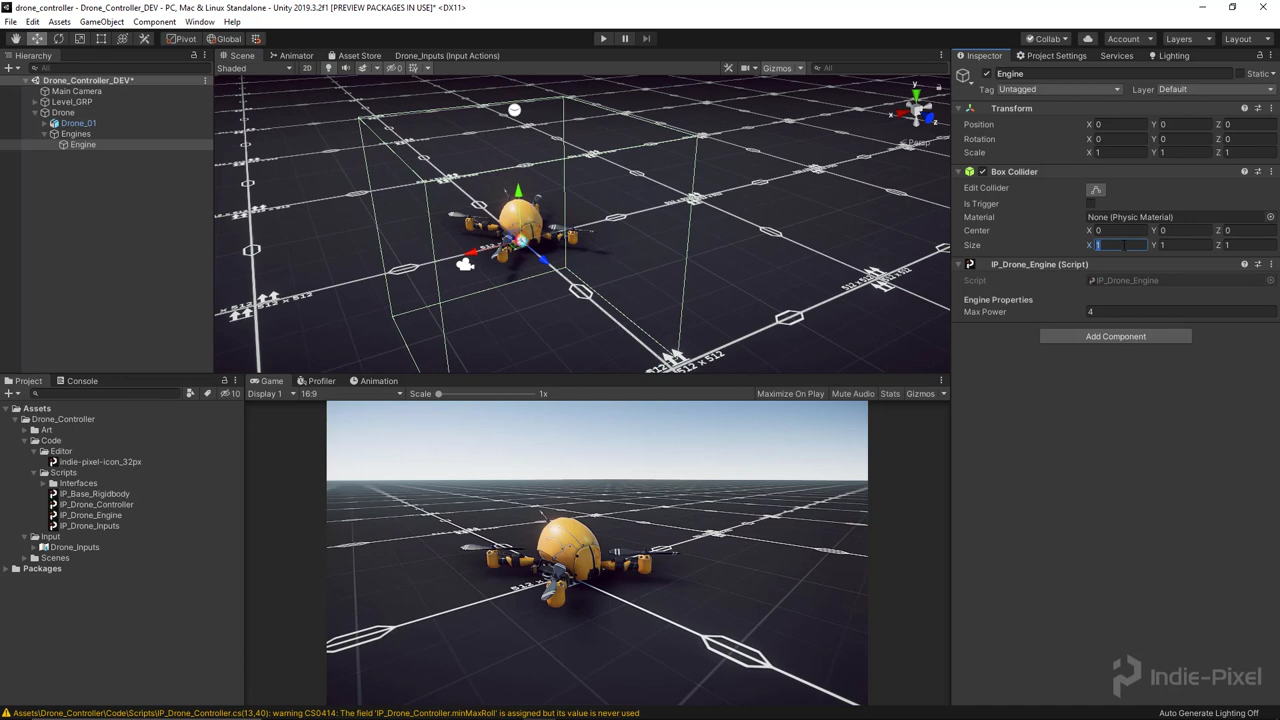 drone_controller - Drone_Controller_DEV - PC, Mac & Linux Standalone - Unity 2019.3.2f1 [PREVIEW PACKAGES IN USE]* <DX11>
File Edit Assets GameObject Component Window Help
Pivot Global Collab Account Layers Layout
Hierarchy
All
Drone_Controller_DEV*
Main Camera
Level_GRP
Drone
Drone_01
Engines
Engine
Scene Animator Asset Store Drone_Inputs (Input Actions)
Shaded 2D 0 Gizmos All
y
x
z
Persp
512 x 512
512 x 512
Inspector Project Settings Services Lighting
Engine Static
Tag Untagged Layer Default
Transform
Position X 0 Y 0 Z 0
Rotation X 0 Y 0 Z 0
Scale X 1 Y 1 Z 1
Box Collider
Edit Collider
Is Trigger
Material None (Physic Material)
Center X 0 Y 0 Z 0
Size X 1 Y 1 Z 1
IP_Drone_Engine (Script)
Script IP_Drone_Engine
Engine Properties
Max Power 4
Add Component
Project Console
10
Assets
Drone_Controller
Art
Code
Editor
indie-pixel-icon_32px
Scripts
Interfaces
IP_Base_Rigidbody
IP_Drone_Controller
IP_Drone_Engine
IP_Drone_Inputs
Input
Drone_Inputs
Scenes
Packages
Game Profiler Animation
Display 1 16:9 Scale 1x Maximize On Play Mute Audio Stats Gizmos
Indie-Pixel
Assets\Drone_Controller\Code\Scripts\IP_Drone_Controller.cs(13,40): warning CS0414: The field 'IP_Drone_Controller.minMaxRoll' is assigned but its value is never used
Auto Generate Lighting Off